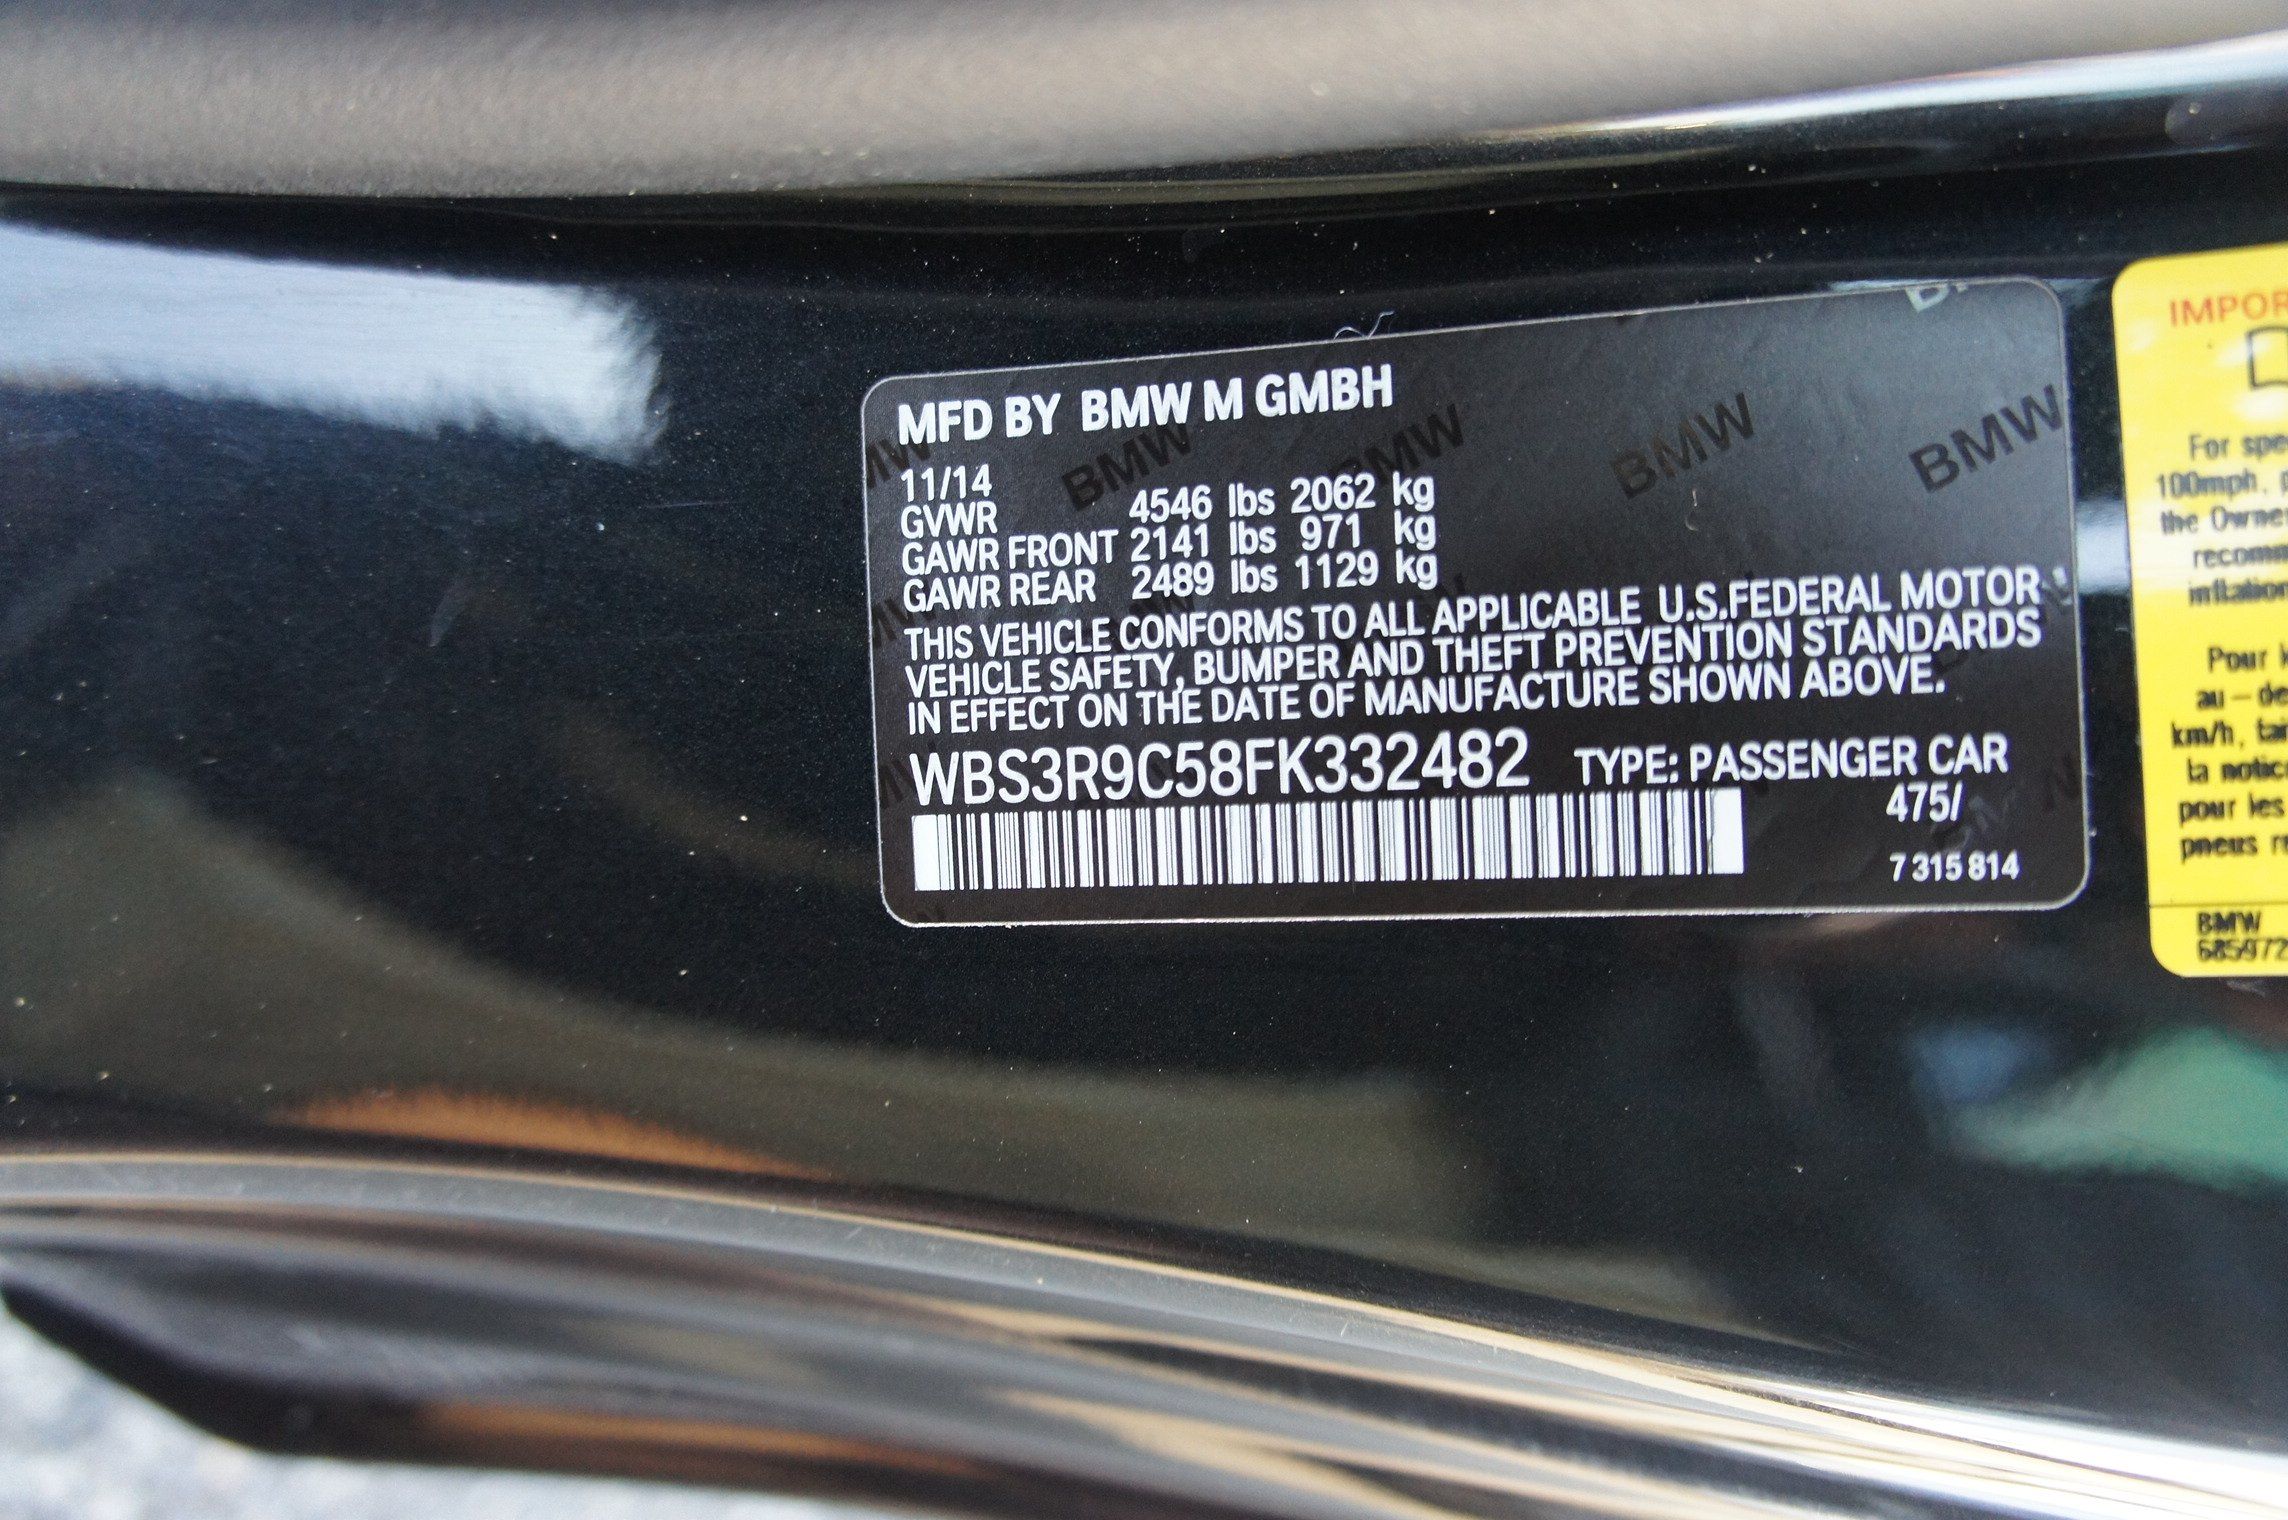 MFD BY BMW M GMBH
11/14
GVWR 4546 lbs 2062 kg
GAWR FRONT 2141 lbs 971 kg
GAWR REAR 2489 lbs 1129 kg
THIS VEHICLE CONFORMS TO ALL APPLICABLE U.S.FEDERAL MOTOR
VEHICLE SAFETY, BUMPER AND THEFT PREVENTION STANDARDS
IN EFFECT ON THE DATE OF MANUFACTURE SHOWN ABOVE.
WBS3R9C58FK332482 TYPE: PASSENGER CAR
475/
7 315 814
BMW BMW BMW BMW
IMPOR
For spe
100mph, p
the Owne
recomm
inflation
Pour k
au - de
km/h, fai
la notic
pour les
pneus re
BMW
685972